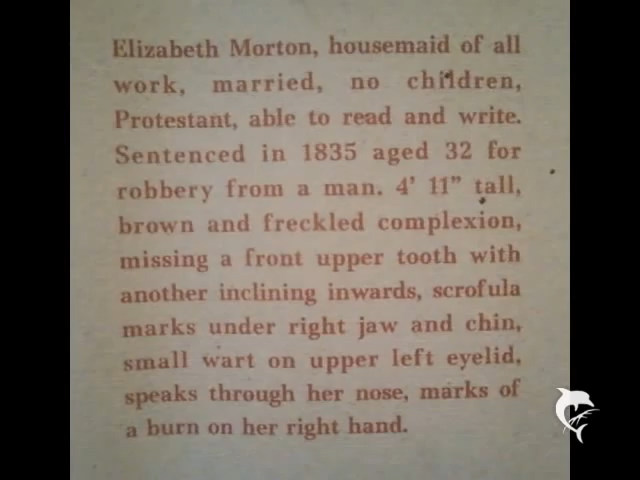 Elizabeth Morton, housemaid of all
work, married, no children,
Protestant, able to read and write.
Sentenced in 1835 aged 32 for
robbery from a man. 4' 11” tall,
brown and freckled complexion,
missing a front upper tooth with
another inclining inwards, scrofula
marks under right jaw and chin,
small wart on upper left eyelid,
speaks through her nose, marks of
a burn on her right hand.